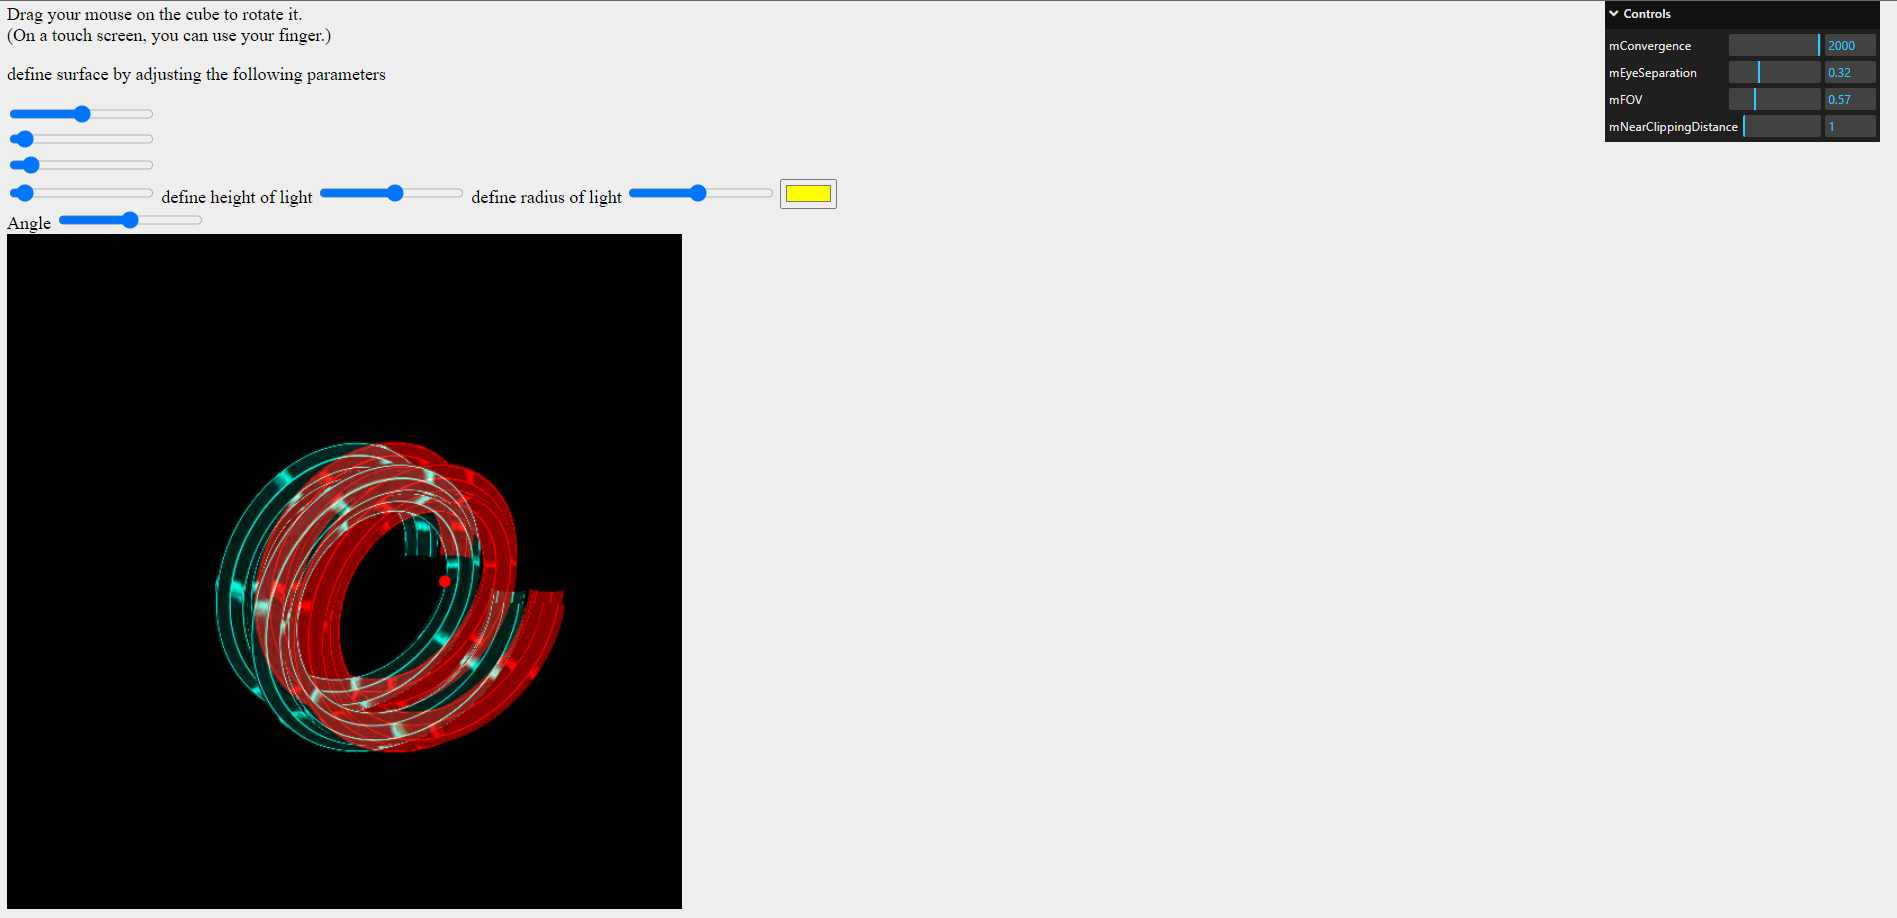 Drag your mouse on the cube to rotate it.
(On a touch screen, you can use your finger.)
define surface by adjusting the following parameters
define height of light define radius of light
Angle
Controls
mConvergence 2000
mEyeSeparation 0.32
mFOV 0.57
mNearClippingDistance 1